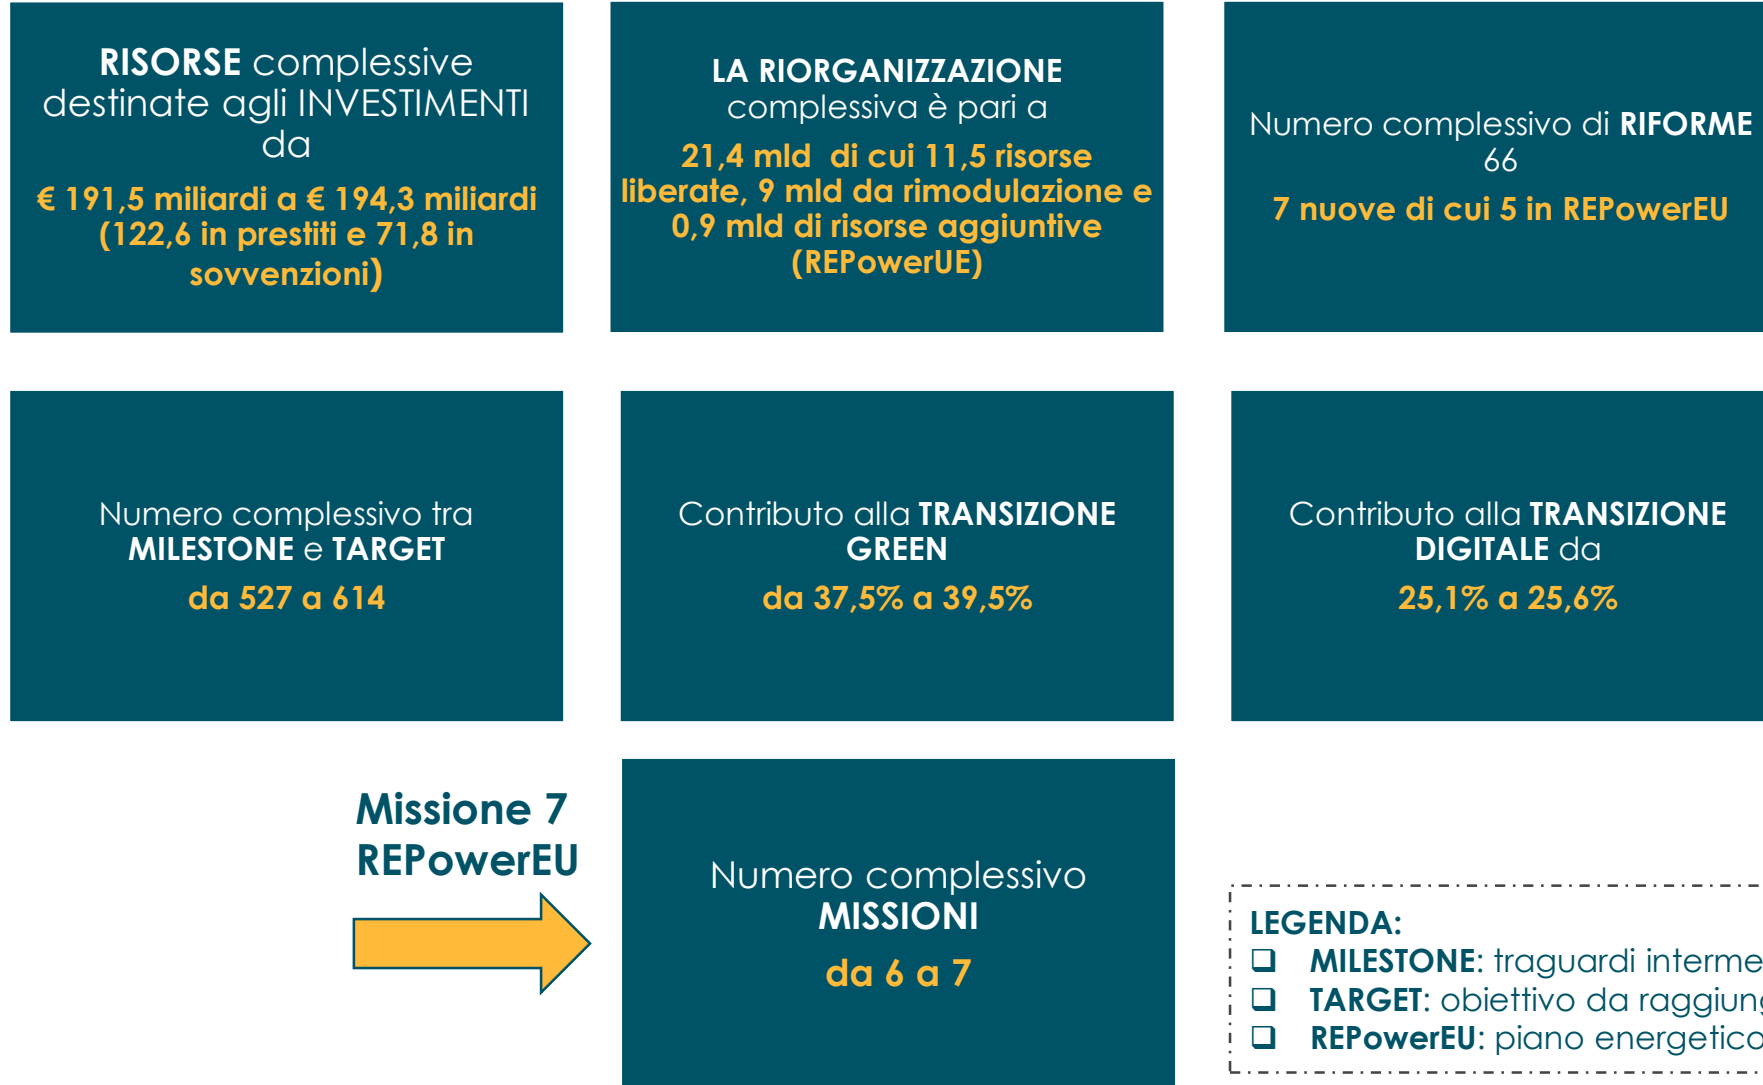 RISORSE complessive
destinate agli INVESTIMENTI
da
€ 191,5 miliardi a € 194,3 miliardi
(122,6 in prestiti e 71,8 in
sovvenzioni)
LA RIORGANIZZAZIONE
complessiva è pari a
21,4 mld di cui 11,5 risorse
liberate, 9 mld da rimodulazione e
0,9 mld di risorse aggiuntive
(REPowerUE)
Numero complessivo di RIFORME
66
7 nuove di cui 5 in REPowerEU
Numero complessivo tra
MILESTONE e TARGET
da 527 a 614
Contributo alla TRANSIZIONE
GREEN
da 37,5% a 39,5%
Contributo alla TRANSIZIONE
DIGITALE da
25,1% a 25,6%
Missione 7
REPowerEU
Numero complessivo
MISSIONI
da 6 a 7
LEGENDA:
MILESTONE: traguardi
TARGET: obiettivo da
REPowerEU: piano energetico